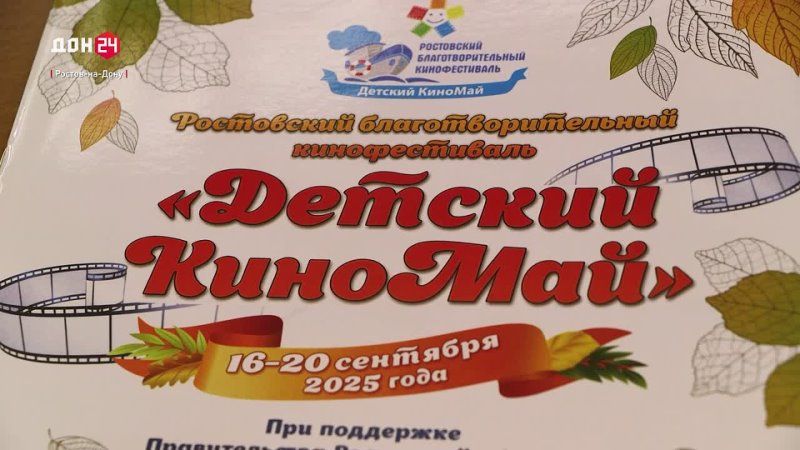 ДОН 24
Ростов-на-Дону
РОСТОВСКИЙ
БЛАГОТВОРИТЕЛЬНЫЙ
КИНОФЕСТИВАЛЬ
Детский КиноМай
Ростовский благотворительный
кинофестиваль
«Детский
КиноМай»
16-20 сентября
2025 года
При поддержке
Правительства